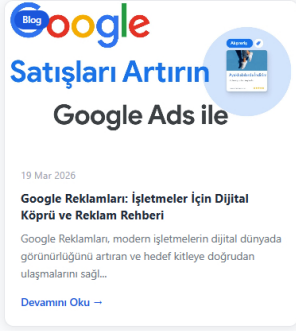 Google
Blog
Satışları Artırın
Google Ads ile
19 Mar 2026
Google Reklamları: İşletmeler İçin Dijital
Köprü ve Reklam Rehberi
Google Reklamları, modern işletmelerin dijital dünyada
görünürlüğünü artıran ve hedef kitleye doğrudan
ulaşmalarını sağl...
Devamını Oku →